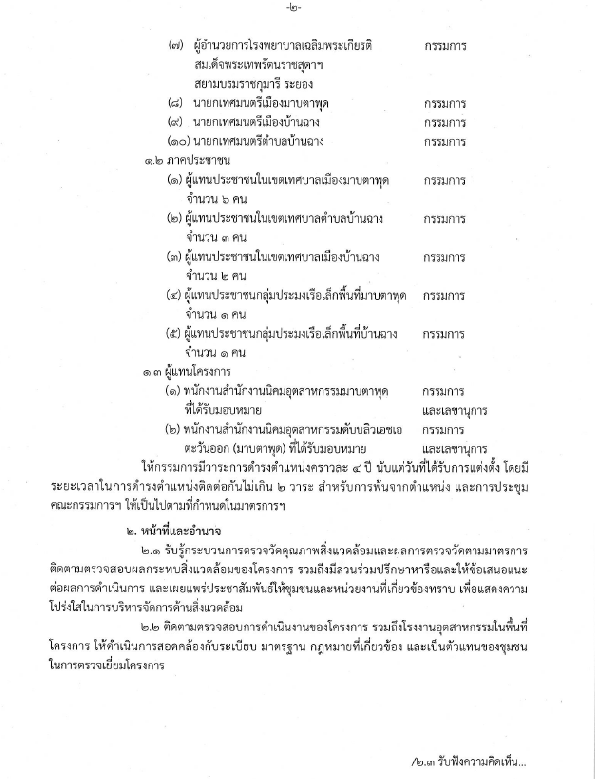 -๒-
(๗) ผู้อำนวยการโรงพยาบาลเฉลิมพระเกียรติ กรรมการ
สมเด็จพระเทพรัตนราชสุดาฯ
สยามบรมราชกุมารี ระยอง
(๘) นายกเทศมนตรีเมืองมาบตาพุด กรรมการ
(๙) นายกเทศมนตรีเมืองบ้านฉาง กรรมการ
(๑๐) นายกเทศมนตรีตำบลบ้านฉาง กรรมการ
๑.๒ ภาคประชาชน
(๑) ผู้แทนประชาชนในเขตเทศบาลเมืองมาบตาพุด กรรมการ
จำนวน ๖ คน
(๒) ผู้แทนประชาชนในเขตเทศบาลตำบลบ้านฉาง กรรมการ
จำนวน ๓ คน
(๓) ผู้แทนประชาชนในเขตเทศบาลเมืองบ้านฉาง กรรมการ
จำนวน ๒ คน
(๔) ผู้แทนประชาชนกลุ่มประมงเรือเล็กพื้นที่มาบตาพุด กรรมการ
จำนวน ๑ คน
(๕) ผู้แทนประชาชนกลุ่มประมงเรือเล็กพื้นที่บ้านฉาง กรรมการ
จำนวน ๑ คน
๑.๓ ผู้แทนโครงการ
(๑) พนักงานสำนักงานนิคมอุตสาหกรรมมาบตาพุด กรรมการ
ที่ได้รับมอบหมาย และเลขานุการ
(๒) พนักงานสำนักงานนิคมอุตสาหกรรมดับบลิวเอชเอ กรรมการ
ตะวันออก (มาบตาพุด) ที่ได้รับมอบหมาย และเลขานุการ
ให้กรรมการมีวาระการดำรงตำแหน่งคราวละ ๔ ปี นับแต่วันที่ได้รับการแต่งตั้ง โดยมี
ระยะเวลาในการดำรงตำแหน่งติดต่อกันไม่เกิน ๒ วาระ สำหรับการพ้นจากตำแหน่ง และการประชุม
คณะกรรมการฯ ให้เป็นไปตามที่กำหนดในมาตรการฯ
๒. หน้าที่และอำนาจ
๒.๑ รับรู้กระบวนการตรวจวัดคุณภาพสิ่งแวดล้อมและผลการตรวจวัดตามมาตรการ
ติดตามตรวจสอบผลกระทบสิ่งแวดล้อมของโครงการ รวมถึงมีส่วนร่วมปรึกษาหารือและให้ข้อเสนอแนะ
ต่อผลการดำเนินการ และเผยแพร่ประชาสัมพันธ์ให้ชุมชนและหน่วยงานที่เกี่ยวข้องทราบ เพื่อแสดงความ
โปร่งใสในการบริหารจัดการด้านสิ่งแวดล้อม
๒.๒ ติดตามตรวจสอบการดำเนินงานของโครงการ รวมถึงโรงงานอุตสาหกรรมในพื้นที่
โครงการ ให้ดำเนินการสอดคล้องกับระเบียบ มาตรฐาน กฎหมายที่เกี่ยวข้อง และเป็นตัวแทนของชุมชน
ในการตรวจเยี่ยมโครงการ
/๒.๓ รับฟังความคิดเห็น...